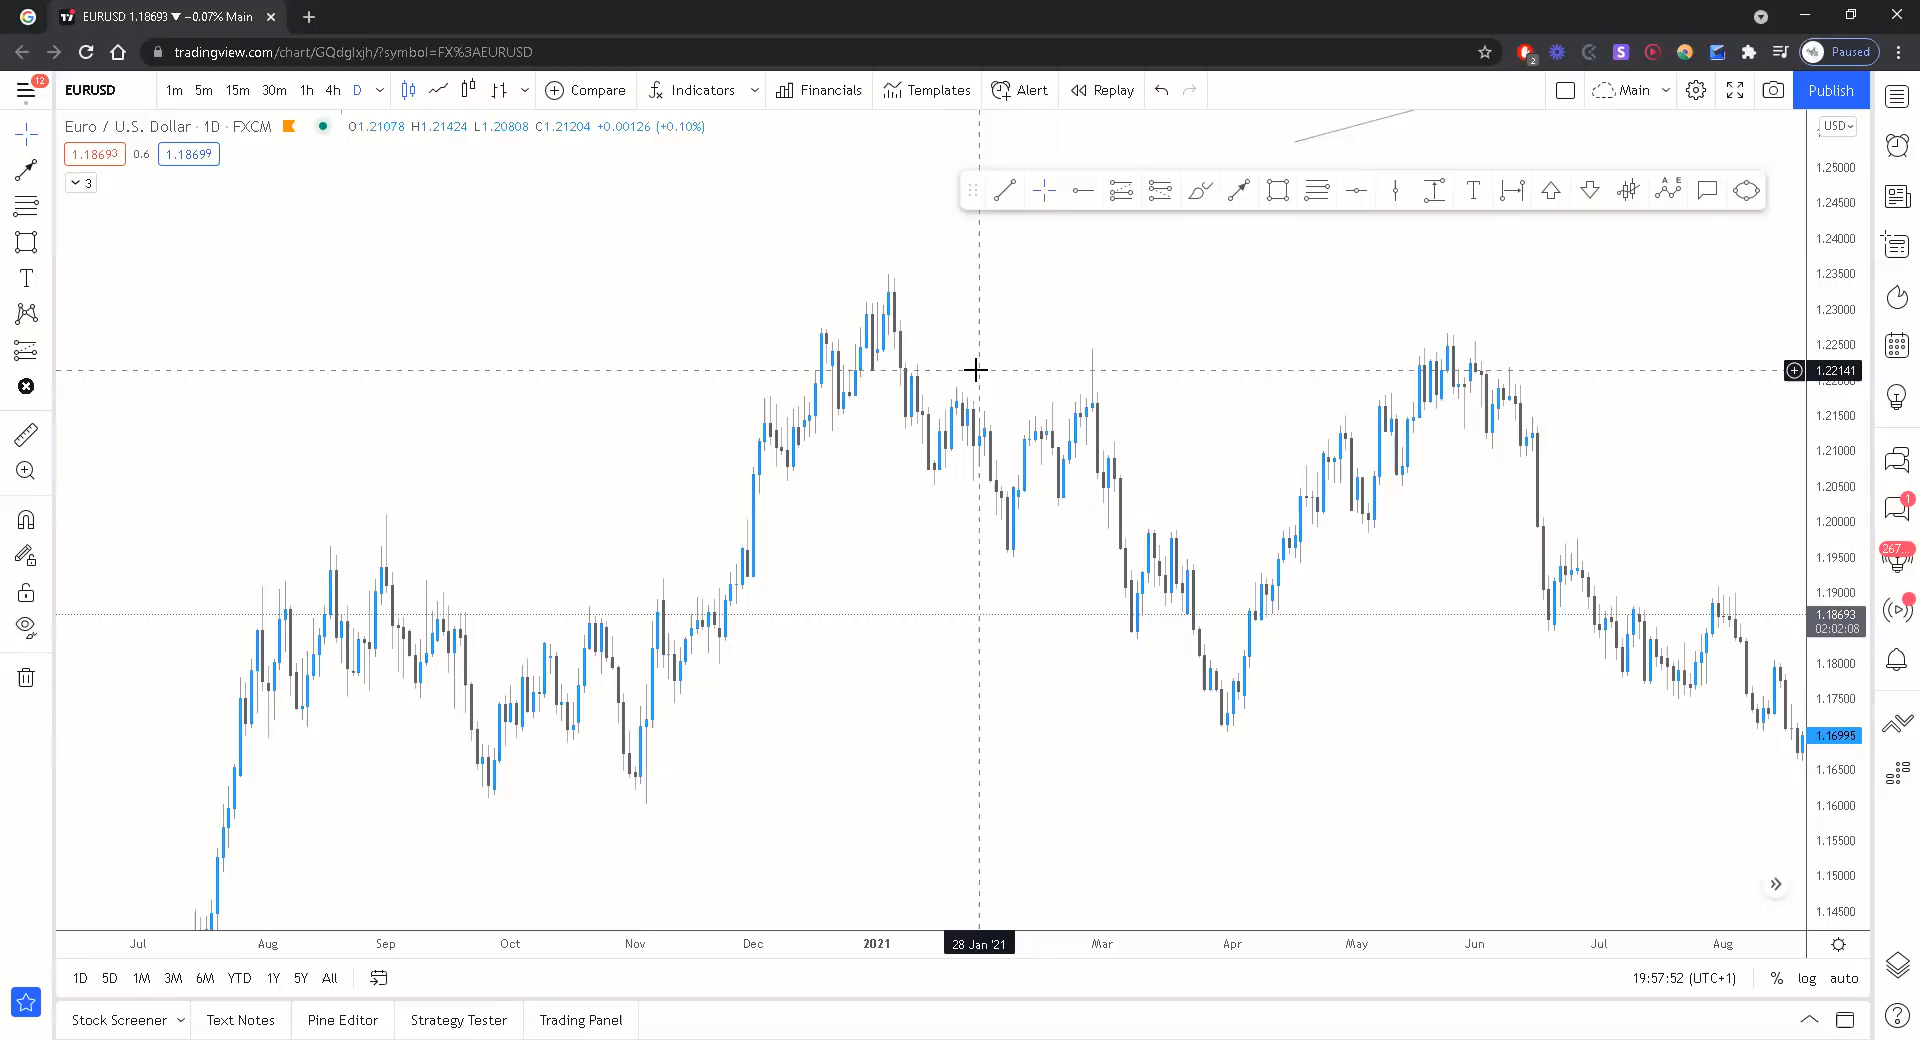 EURUSD 1.18693 ▼ −0.07% Main
tradingview.com/chart/GQdglxjh/?symbol=FX%3AEURUSD
2
Paused
12
EURUSD 1m 5m 15m 30m 1h 4h D Compare Indicators Financials Templates Alert Replay Main Publish
Euro / U.S. Dollar · 1D · FXCM O1.21078 H1.21424 L1.20808 C1.21204 +0.00126 (+0.10%)
USD
1.18693 0.6 1.18699
3
1.25000
1.24500
1.24000
1.23500
1.23000
1.22500
1.22141
1.21500
1.21000
1.20500
1.20000
1.19500
1.19000
1.18693
02:02:08
1.18000
1.17500
1.16995
1.16500
1.16000
1.15500
1.15000
1.14500
1
267...
Jul Aug Sep Oct Nov Dec 2021 28 Jan '21 Mar Apr May Jun Jul Aug
1D 5D 1M 3M 6M YTD 1Y 5Y All 19:57:52 (UTC+1) % log auto
Stock Screener Text Notes Pine Editor Strategy Tester Trading Panel